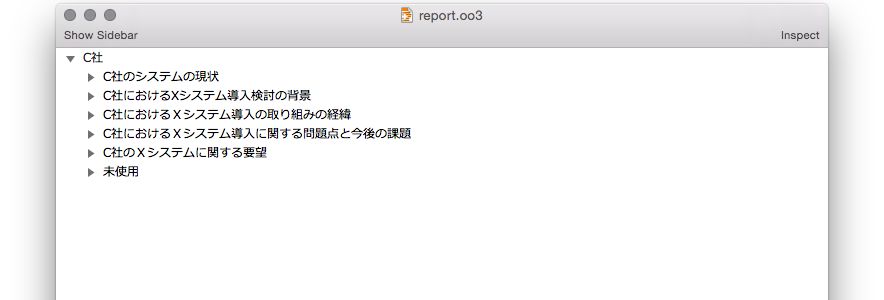 report.oo3
Show Sidebar Inspect
C社
C社のシステムの現状
C社におけるXシステム導入検討の背景
C社におけるＸシステム導入の取り組みの経緯
C社におけるＸシステム導入に関する問題点と今後の課題
C社のＸシステムに関する要望
未使用